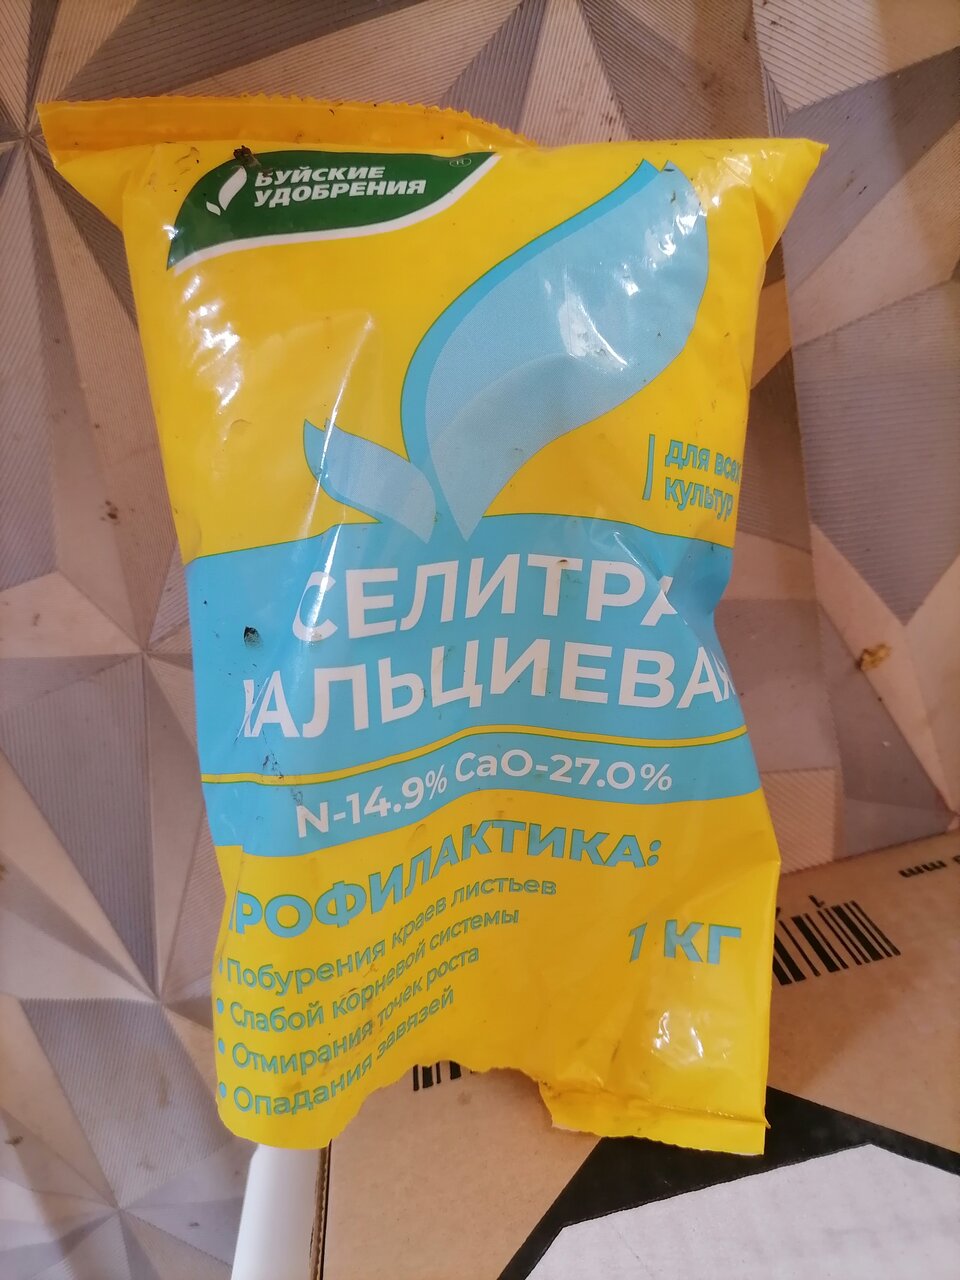 БУЙСКИЕ
УДОБРЕНИЯ
®
для всех
культур
СЕЛИТРА
КАЛЬЦИЕВАЯ
N-14.9% CaO-27.0%
ПРОФИЛАКТИКА:
• Побурения краев листьев
• Слабой корневой системы
• Отмирания точек роста
• Опадания завязей
1 КГ